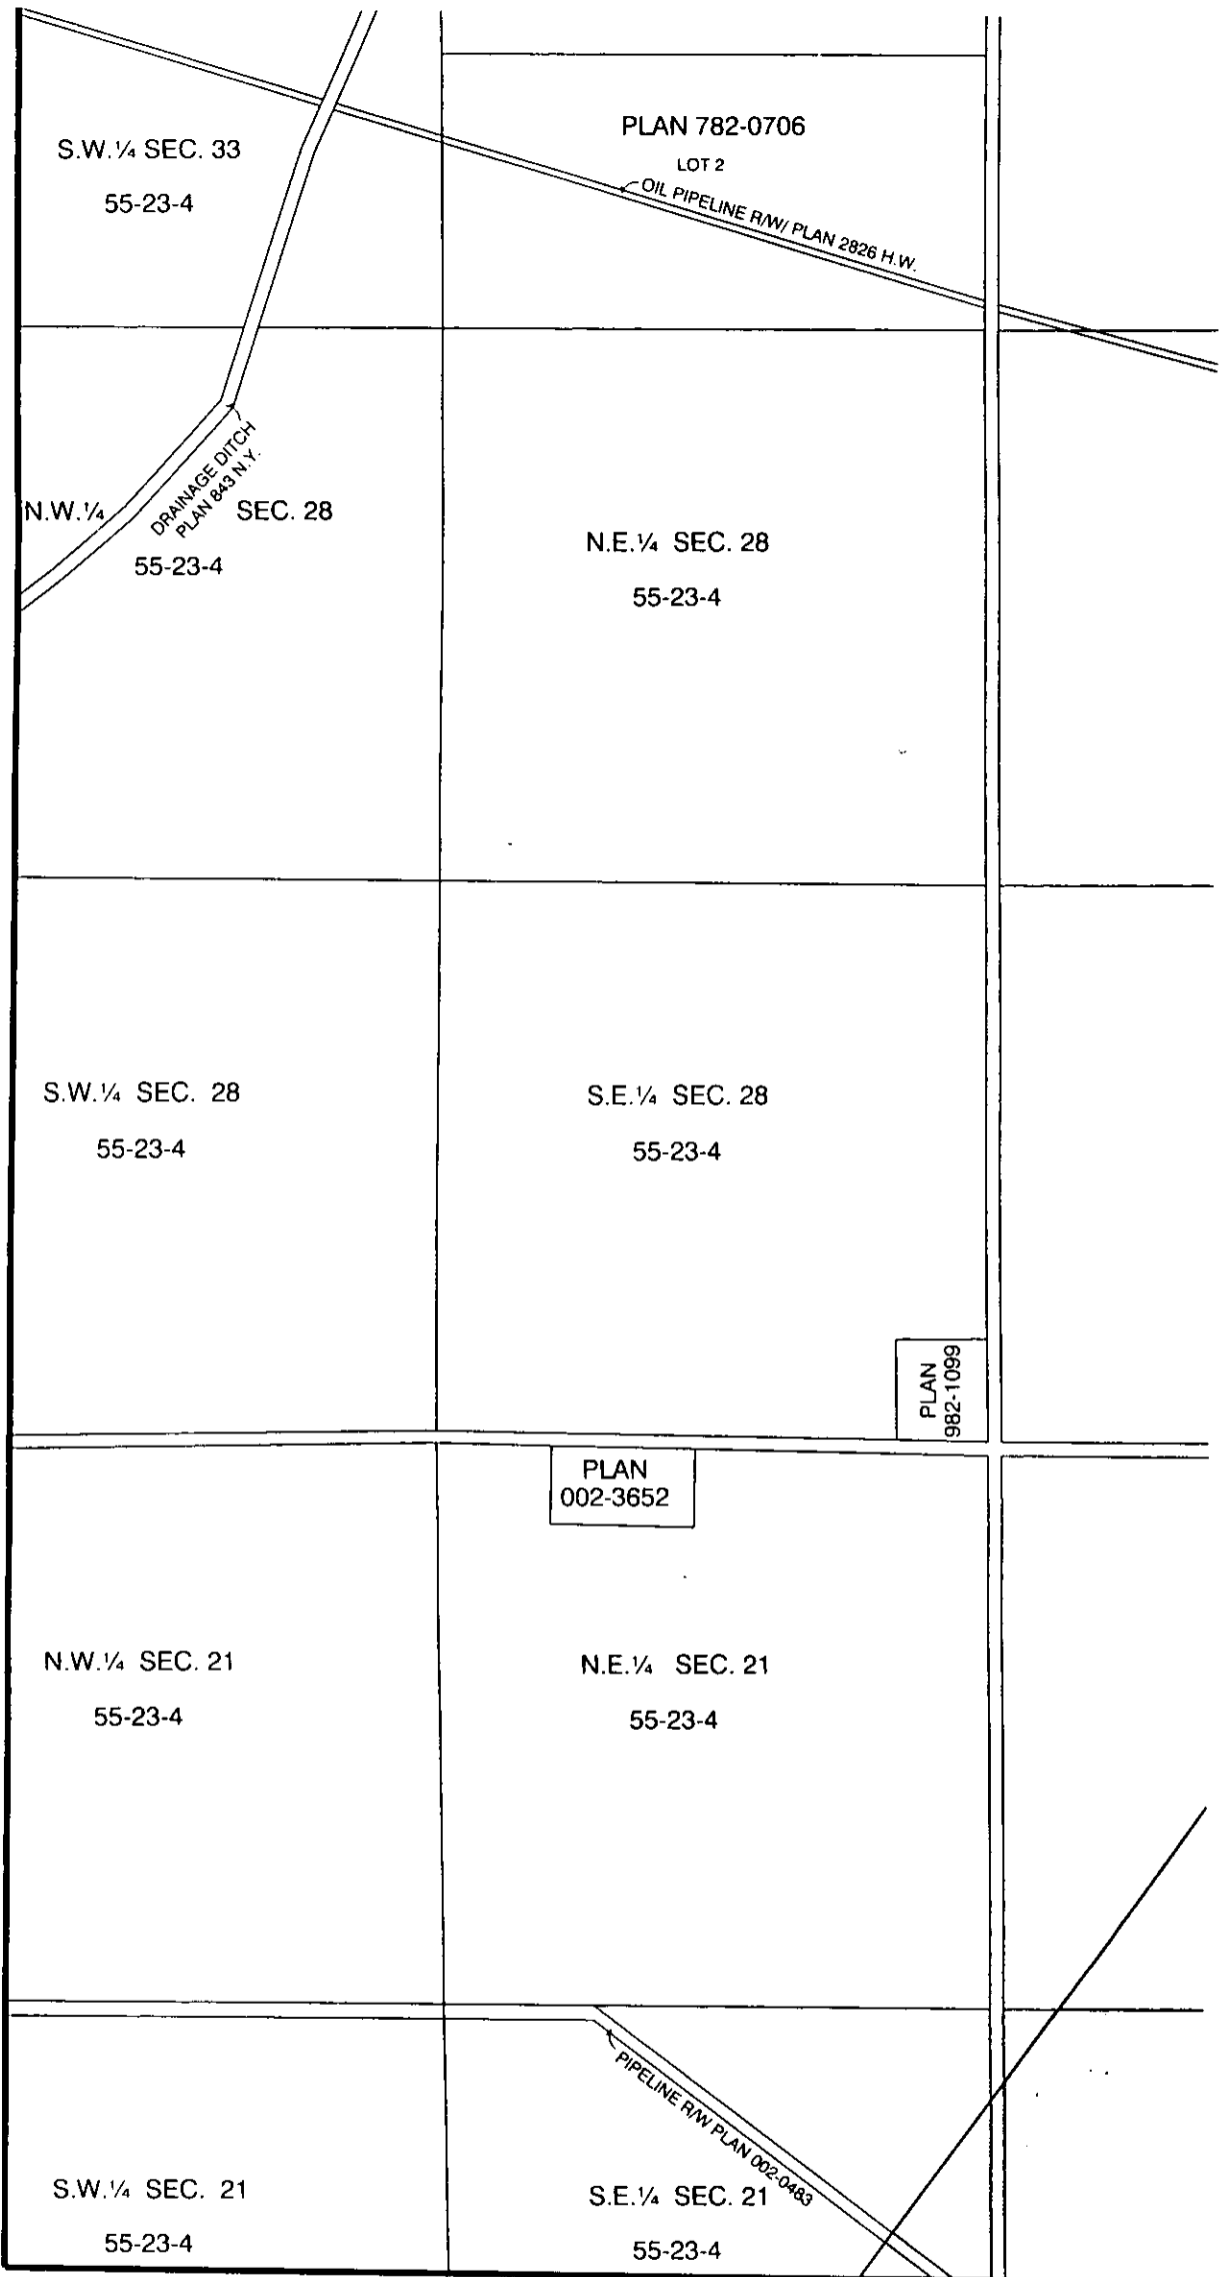 PLAN 782-0706
S.W.¼ SEC. 33
LOT 2
55-23-4
OIL PIPELINE R/W/ PLAN 2826 H.W.
DRAINAGE DITCH
PLAN 843 N.Y.
N.W.¼ SEC. 28
55-23-4
N.E.¼ SEC. 28
55-23-4
S.W.¼ SEC. 28
55-23-4
S.E.¼ SEC. 28
55-23-4
PLAN
982-1099
PLAN
002-3652
N.W.¼ SEC. 21
55-23-4
N.E.¼ SEC. 21
55-23-4
PIPELINE R/W PLAN 002-0483
S.W.¼ SEC. 21
55-23-4
S.E.¼ SEC. 21
55-23-4